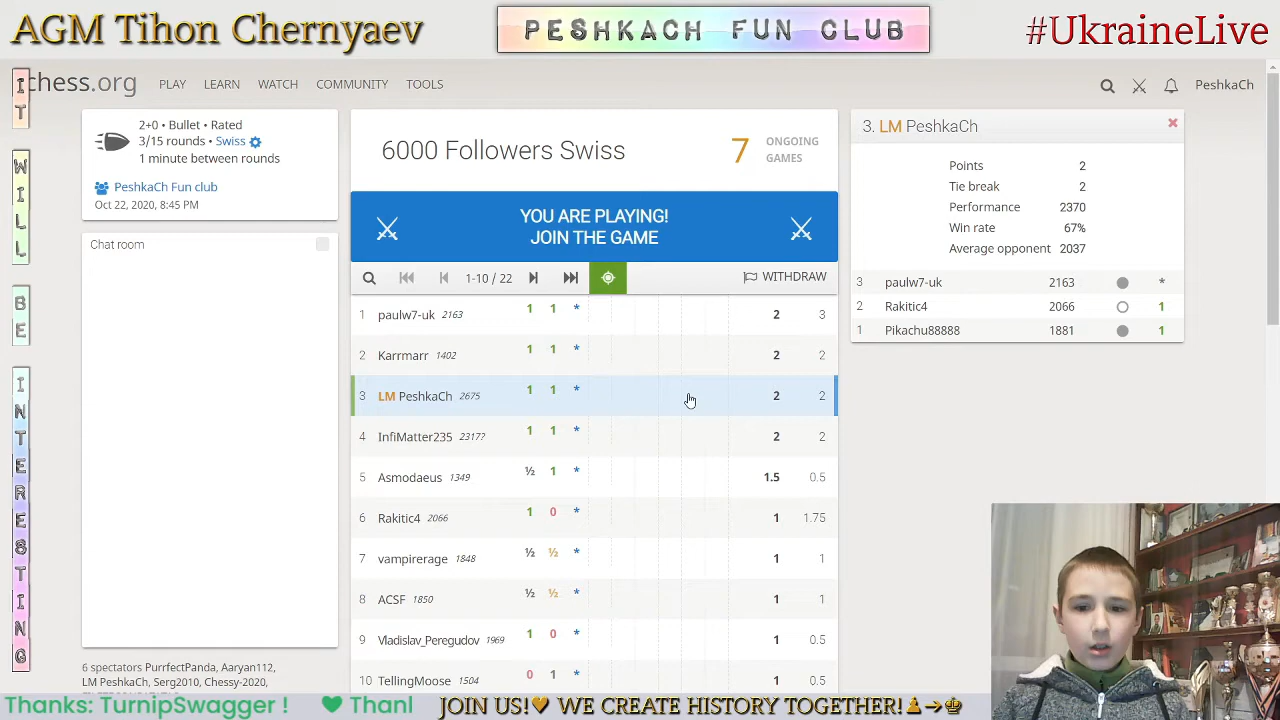 AGM Tihon Chernyaev
PESHKACH FUN CLUB
#UkraineLive
IT
WILL
BE
INTERESTING
chess.org
PLAY LEARN WATCH COMMUNITY TOOLS
PeshkaCh
2+0 • Bullet • Rated
3/15 rounds • Swiss
1 minute between rounds
PeshkaCh Fun club
Oct 22, 2020, 8:45 PM
Chat room
6 spectators PurrfectPanda, Aaryan112,
LM PeshkaCh, Serg2010, Chessy-2020,
6000 Followers Swiss
7 ONGOING
GAMES
YOU ARE PLAYING!
JOIN THE GAME
1-10 / 22
WITHDRAW
1 paulw7-uk 2163 1 1 * 2 3
2 Karrmarr 1402 1 1 * 2 2
3 LM PeshkaCh 2675 1 1 * 2 2
4 InfiMatter235 2317? 1 1 * 2 2
5 Asmodaeus 1349 ½ 1 * 1.5 0.5
6 Rakitic4 2066 1 0 * 1 1.75
7 vampirerage 1848 ½ ½ * 1 1
8 ACSF 1850 ½ ½ * 1 1
9 Vladislav_Peregudov 1969 1 0 * 1 0.5
10 TellingMoose 1504 0 1 * 1 0.5
3. LM PeshkaCh
Points 2
Tie break 2
Performance 2370
Win rate 67%
Average opponent 2037
3 paulw7-uk 2163 *
2 Rakitic4 2066 1
1 Pikachu88888 1881 1
Thanks: TurnipSwagger ! Thanl
JOIN US! WE CREATE HISTORY TOGETHER!